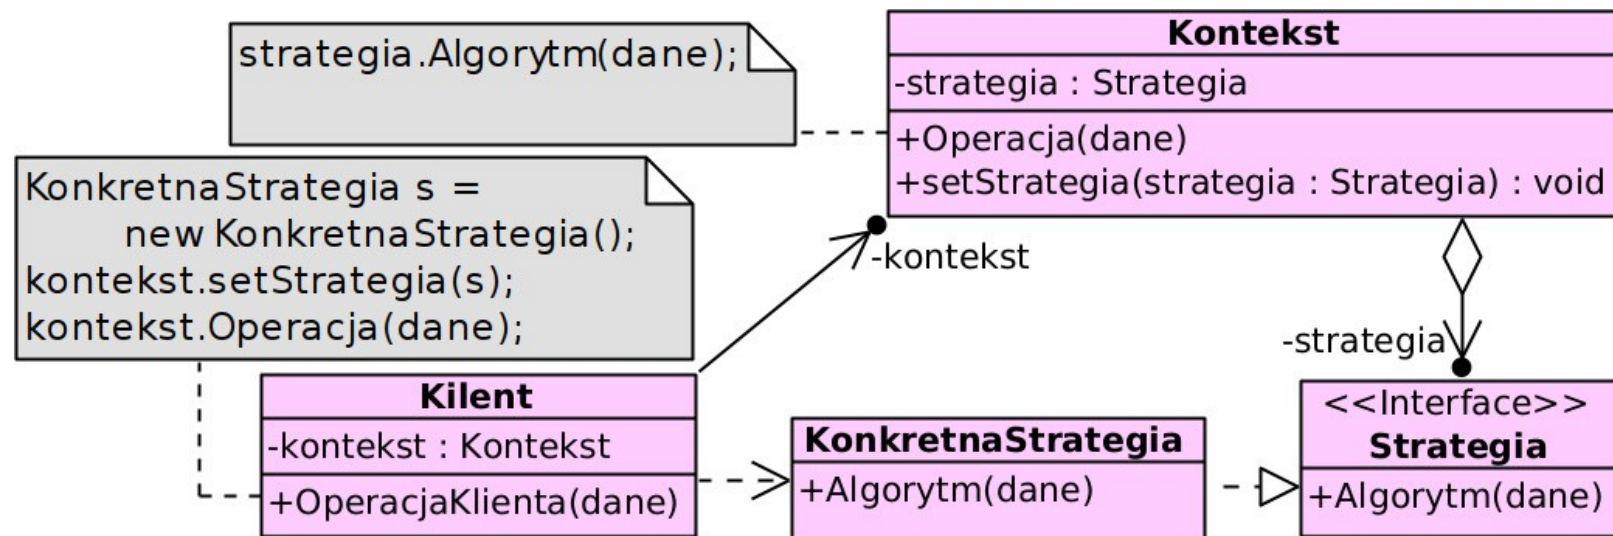 strategia.Algorytm(dane);
Kontekst
-strategia : Strategia
+Operacja(dane)
+setStrategia(strategia : Strategia) : void
KonkretnaStrategia s =
new KonkretnaStrategia();
kontekst.setStrategia(s);
kontekst.Operacja(dane);
-kontekst
-strategia
Kilent
-kontekst : Kontekst
+OperacjaKlienta(dane)
KonkretnaStrategia
+Algorytm(dane)
<<Interface>>
Strategia
+Algorytm(dane)